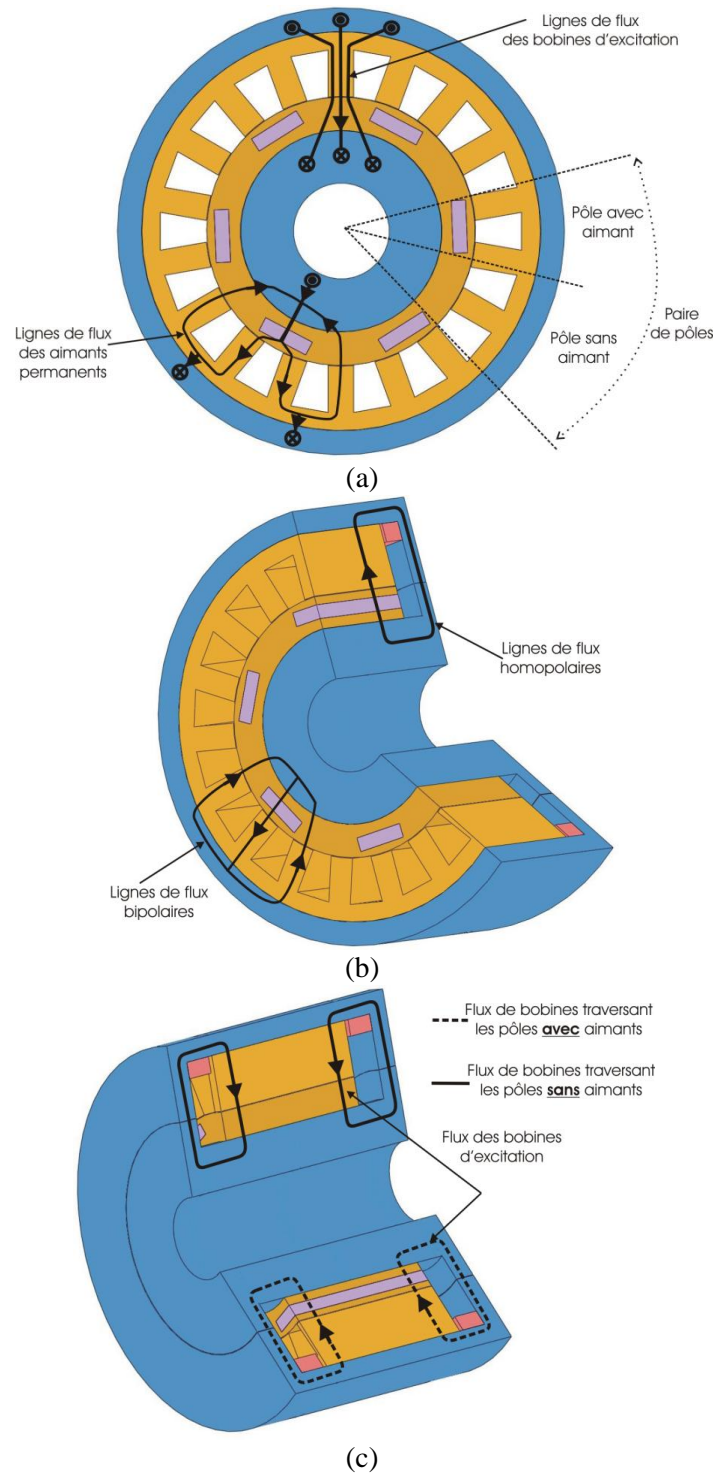 Lignes de flux
des bobines d'excitation
Pôle avec
aimant
Paire
de pôles
Pôle sans
aimant
Lignes de flux
des aimants
permanents
(a)
Lignes de flux
homopolaires
Lignes de flux
bipolaires
(b)
Flux de bobines traversant
les pôles avec aimants
Flux de bobines traversant
les pôles sans aimants
Flux des bobines
d'excitation
(c)